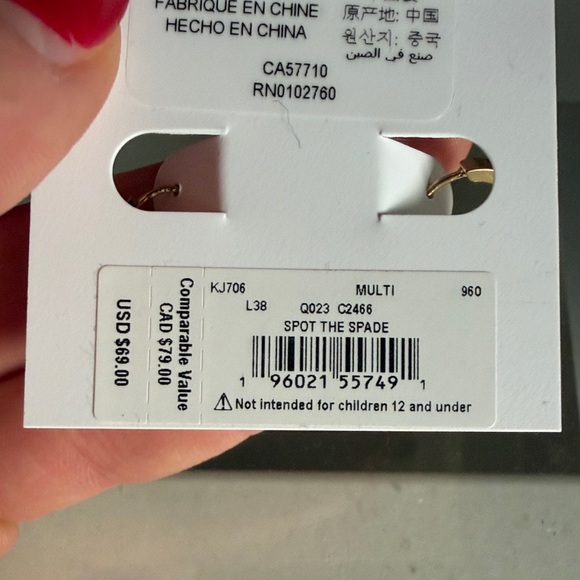 FABRIQUE EN CHINE
HECHO EN CHINA
原产地: 中国
원산지: 중국
صنع في الصين
CA57710
RN0102760
KJ706 MULTI 960
L38 Q023 C2466
SPOT THE SPADE
1 96021 55749 1
⚠ Not intended for children 12 and under
Comparable Value
CAD $79.00
USD $69.00